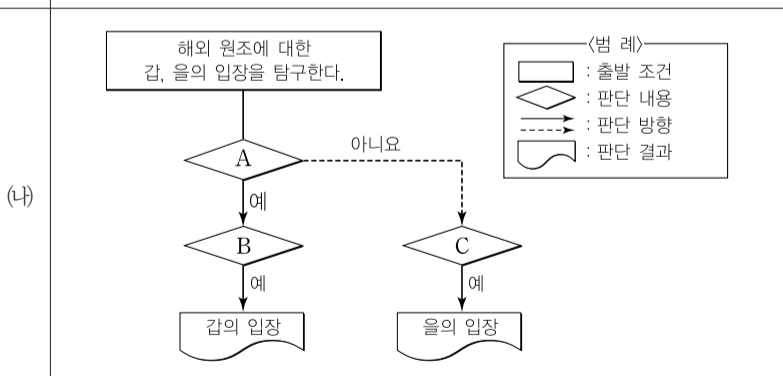 해외 원조에 대한
갑, 을의 입장을 탐구한다.
〈범 례〉
: 출발 조건
: 판단 내용
: 판단 방향
: 판단 결과
(나)
A
아니요
예
B
C
예
예
갑의 입장
을의 입장